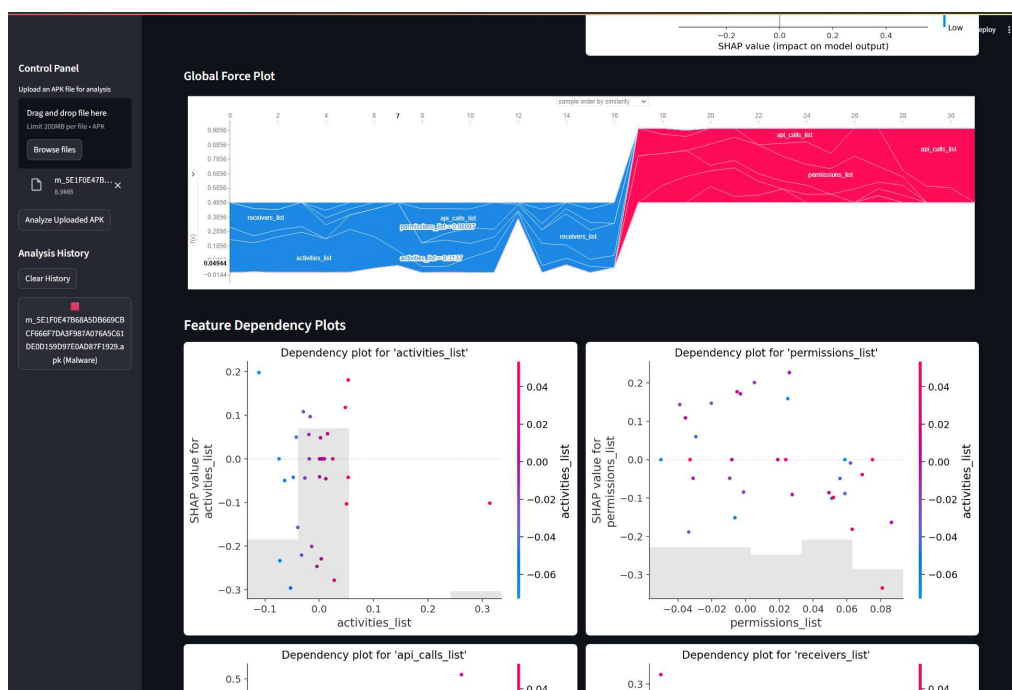 Low
eploy
−0.2 0.0 0.2 0.4
SHAP value (impact on model output)
Control Panel
Upload an APK file for analysis
Drag and drop file here
Limit 200MB per file • APK
Browse files
m_5E1F0E47B...
8.9MB
Analyze Uploaded APK
Analysis History
Clear History
m_5E1F0E47B68A5DB669CB
CF666F7DA3F987A076A5C61
DE0D159D97E0AD87F1929.a
pk (Malware)
Global Force Plot
sample order by similarity
0 2 4 6 7 8 10 12 14 16 18 20 22 24 26 28 30
0.9856
0.8856
0.7856
0.6856
0.5856
0.4856
0.3856
0.2856
0.1856
0.04944
−0.0144
f(x)
receivers_list
activities_list
api_calls_list
permissions_list = 0.00067
activities_list = 0.3137
receivers_list
api_calls_list
permissions_list
api_calls_list
Feature Dependency Plots
Dependency plot for 'activities_list'
0.2
0.1
0.0
−0.1
−0.2
−0.3
SHAP value for
activities_list
−0.1 0.0 0.1 0.2 0.3
activities_list
0.04
0.02
0.00
−0.02
−0.04
−0.06
activities_list
Dependency plot for 'permissions_list'
0.2
0.1
0.0
−0.1
−0.2
−0.3
SHAP value for
permissions_list
−0.04 −0.02 0.00 0.02 0.04 0.06 0.08
permissions_list
0.04
0.02
0.00
−0.02
−0.04
−0.06
activities_list
Dependency plot for 'api_calls_list'
0.5
0.04
Dependency plot for 'receivers_list'
0.3
0.04